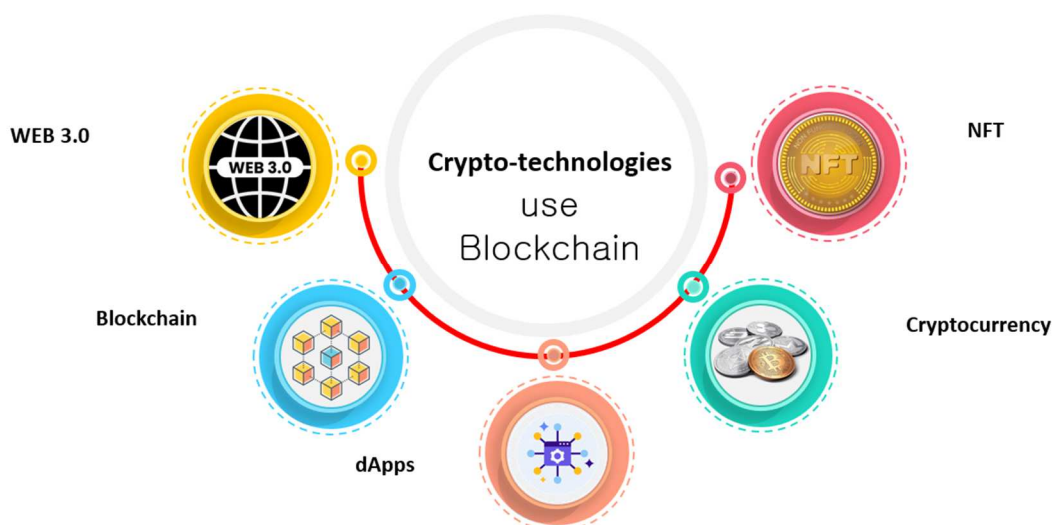 Crypto-technologies
use
Blockchain
WEB 3.0
WEB 3.0
Blockchain
dApps
Cryptocurrency
NFT
NFT